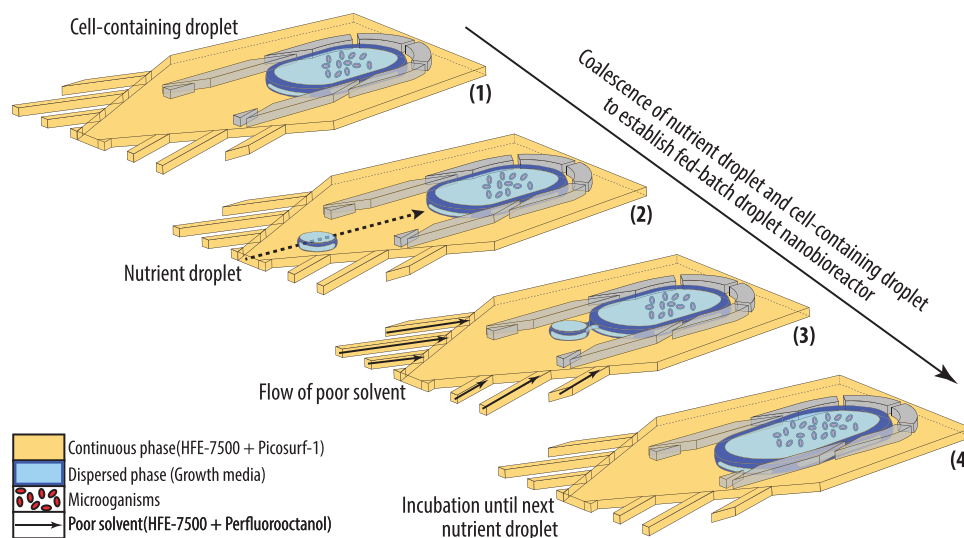 Cell-containing droplet
(1)
Coalescence of nutrient droplet and cell-containing droplet
to establish fed-batch droplet nanobioreactor
(2)
Nutrient droplet
(3)
Flow of poor solvent
(4)
Continuous phase(HFE-7500 + Picosurf-1)
Dispersed phase (Growth media)
Microoganisms
Poor solvent(HFE-7500 + Perfluorooctanol)
Incubation until next
nutrient droplet